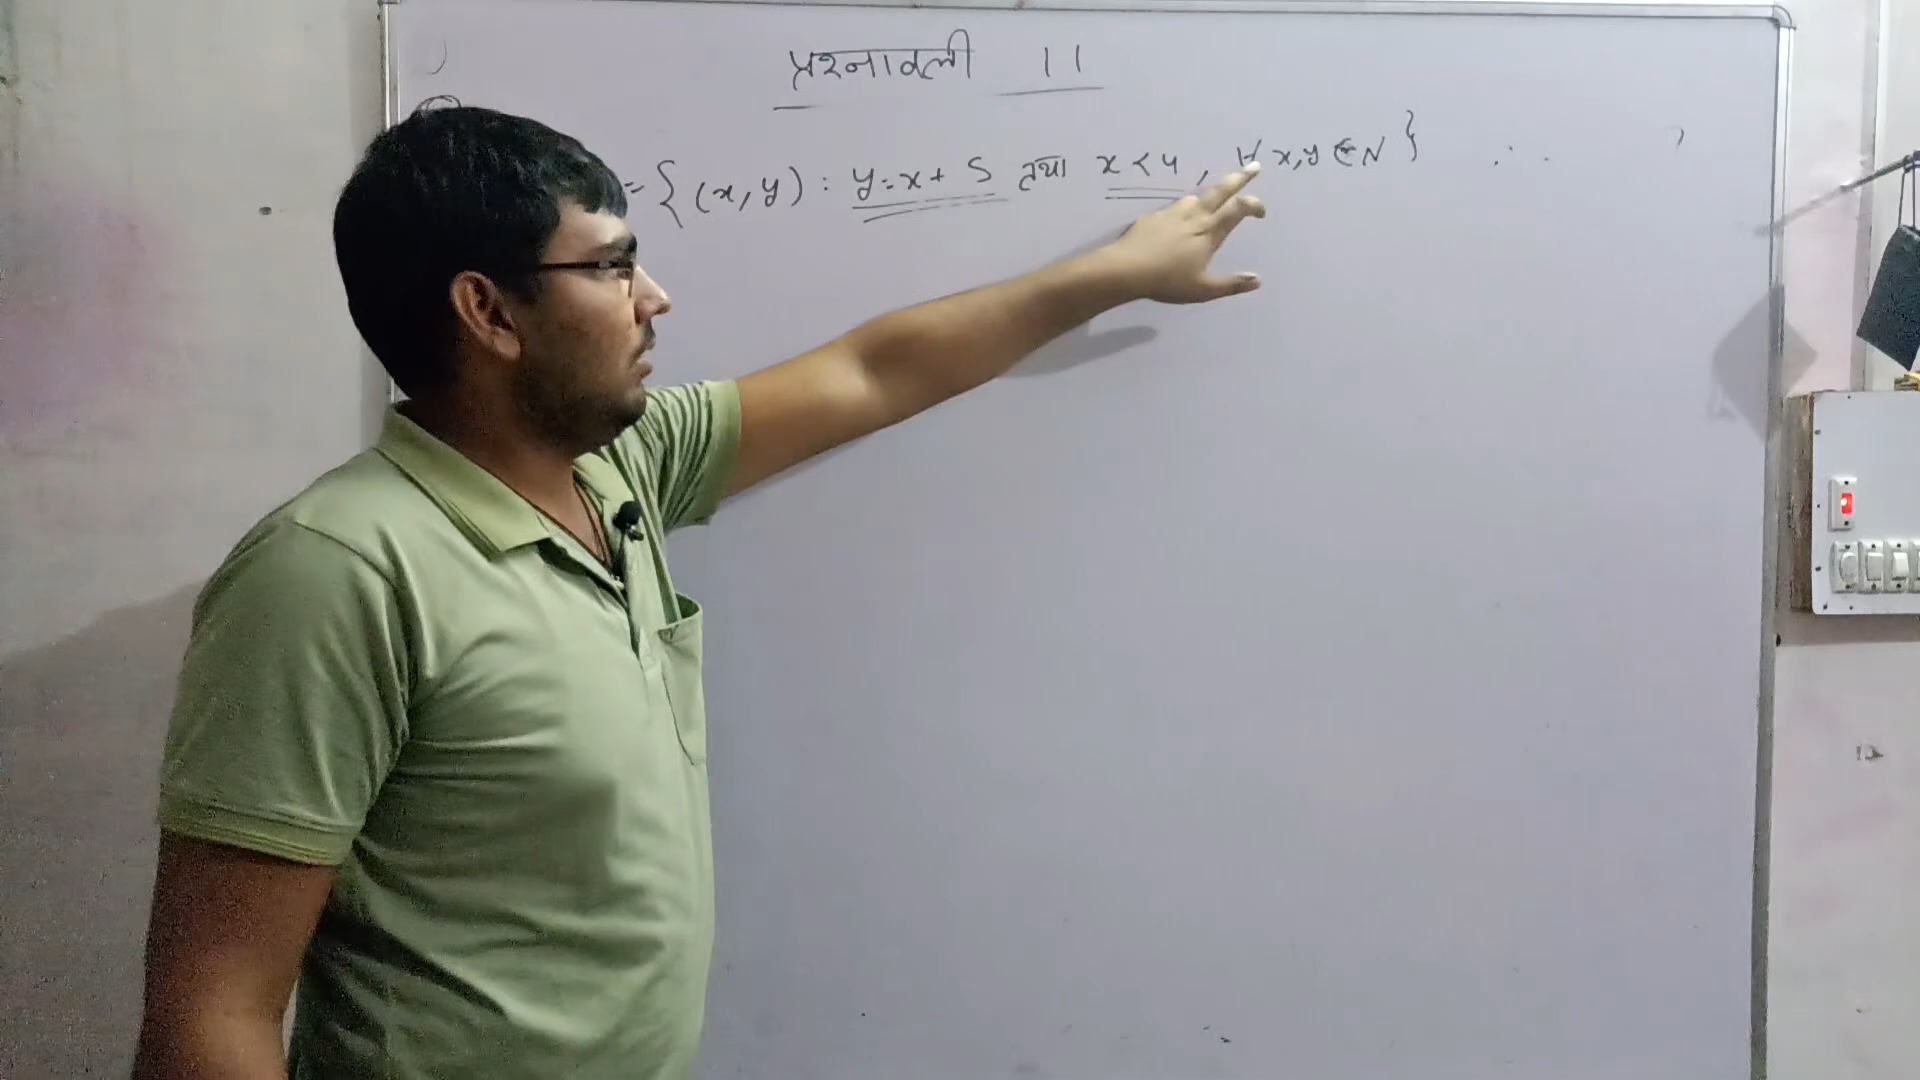 प्रश्नावली 11
= {(x, y) : y = x + 5 तथा x < 4, ∀ x, y ∈ N}